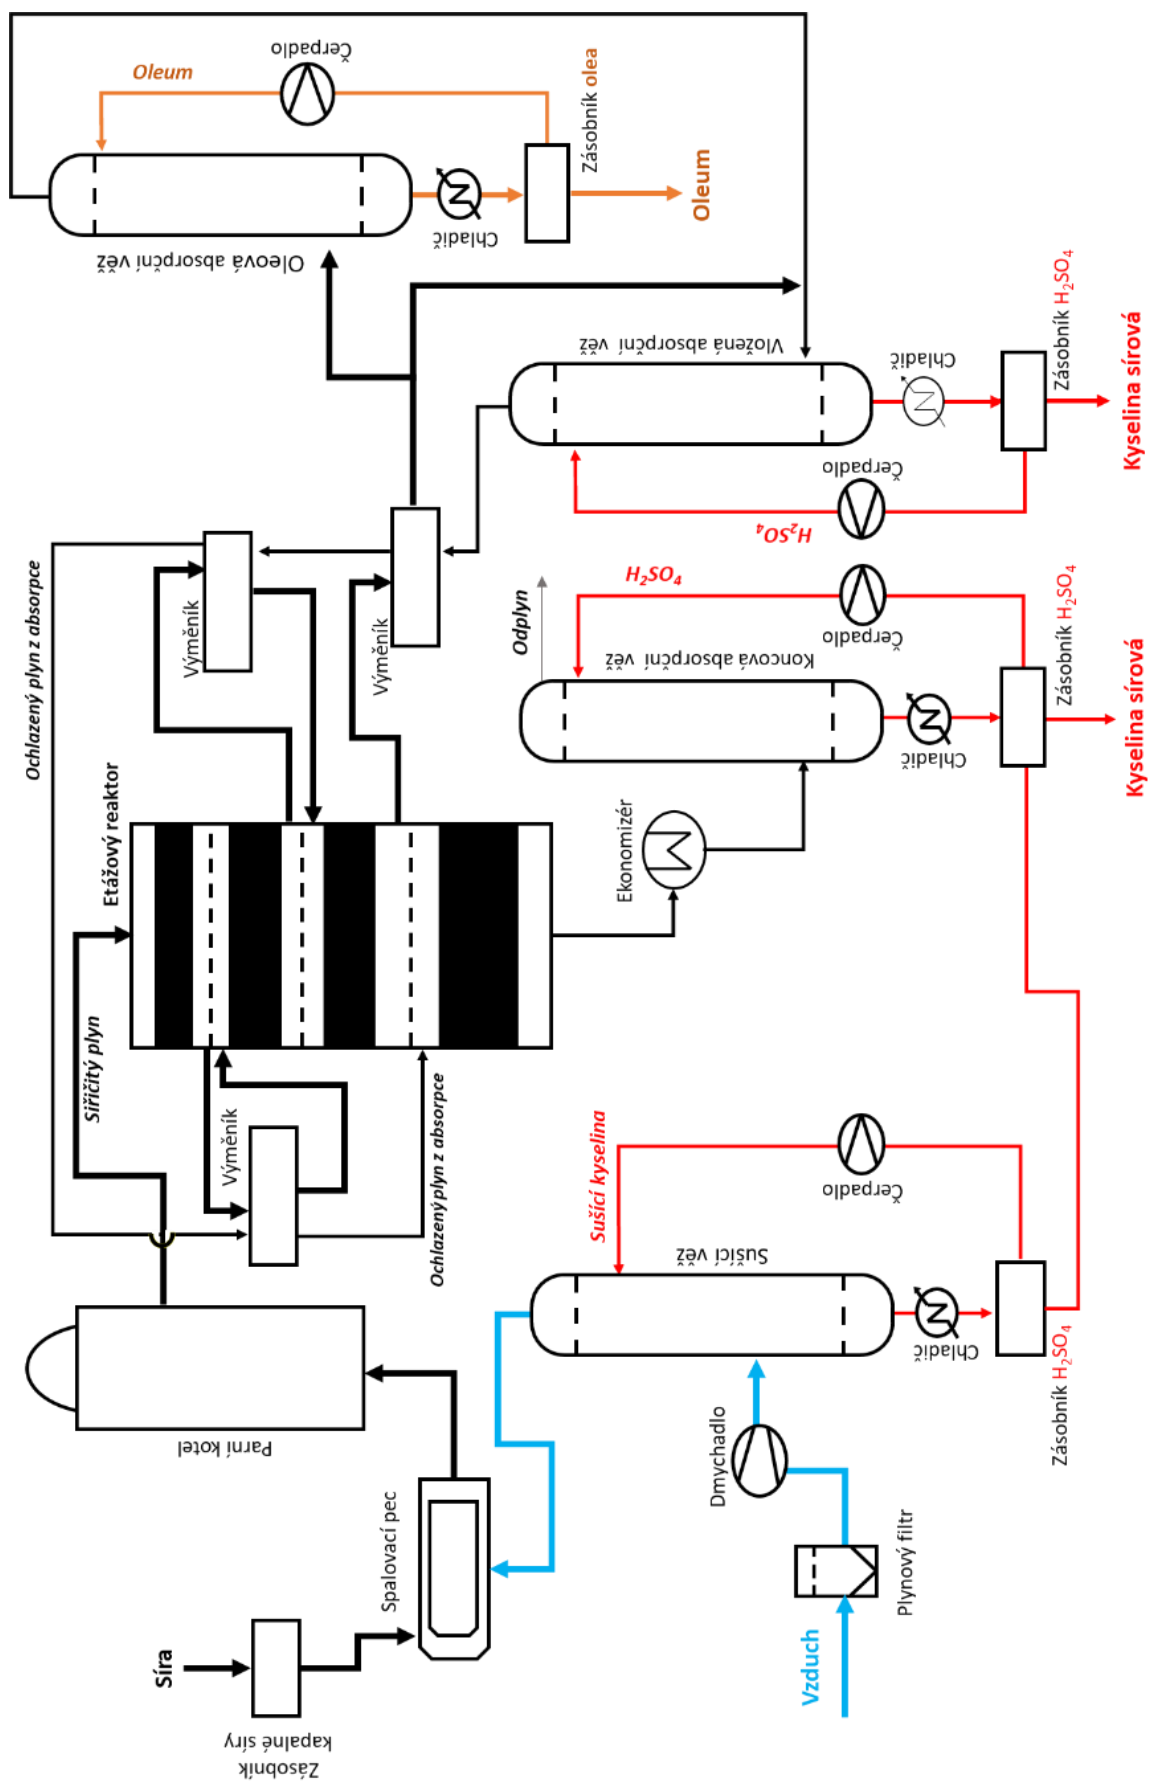 Síra
Zásobník
kapalné síry
Spalovací pec
Parní kotel
Siřičitý plyn
Ochlazený plyn z absorpce
Výměník
Ochlazený plyn z absorpce
Etážový reaktor
Výměník
Výměník
Oleová absorpční věž
Oleum
Čerpadlo
Chladič
Zásobník olea
Oleum
Vložená absorpční věž
H2SO4
Čerpadlo
Chladič
Zásobník H2SO4
Kyselina sírová
Odplyn
Koncová absorpční věž
H2SO4
Čerpadlo
Chladič
Zásobník H2SO4
Kyselina sírová
Ekonomizér
Sušící věž
Sušící kyselina
Čerpadlo
Chladič
Zásobník H2SO4
Dmychadlo
Plynový filtr
Vzduch